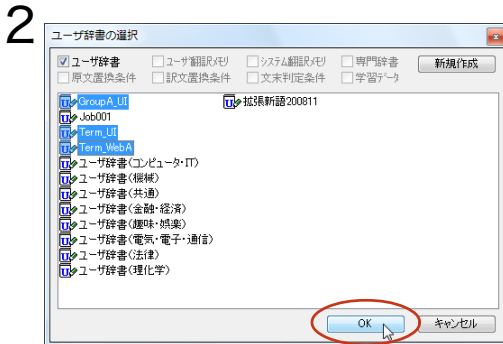 2
ユーザ辞書の選択
ユーザ辞書 ユーザ翻訳メモリ システム翻訳メモリ 専門辞書 新規作成
原文置換条件 訳文置換条件 文末判定条件 学習データ
GroupA_UI 拡張新語200811
Job001
Term_UI
Term_WebA
ユーザ辞書(コンピュータ・IT)
ユーザ辞書(機械)
ユーザ辞書(共通)
ユーザ辞書(金融・経済)
ユーザ辞書(趣味・娯楽)
ユーザ辞書(電気・電子・通信)
ユーザ辞書(法律)
ユーザ辞書(理化学)
OK キャンセル